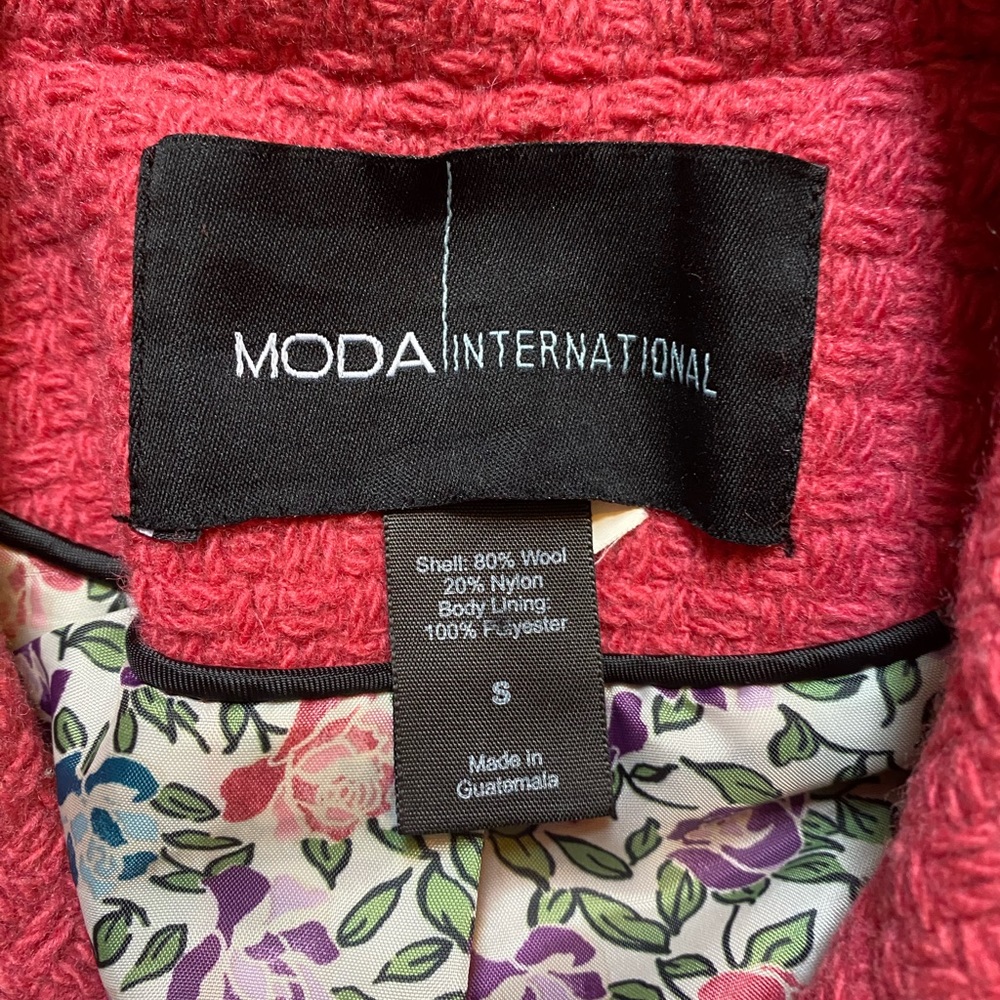 MODA INTERNATIONAL
Shell: 80% Wool
20% Nylon
Body Lining:
100% Polyester
S
Made in
Guatemala